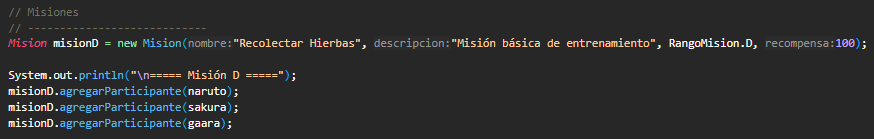 // Misiones
// ---------------------------
Mision misionD = new Mision(nombre:"Recolectar Hierbas", descripcion:"Misión básica de entrenamiento", RangoMision.D, recompensa:100);
System.out.println("\n===== Misión D =====");
misionD.agregarParticipante(naruto);
misionD.agregarParticipante(sakura);
misionD.agregarParticipante(gaara);